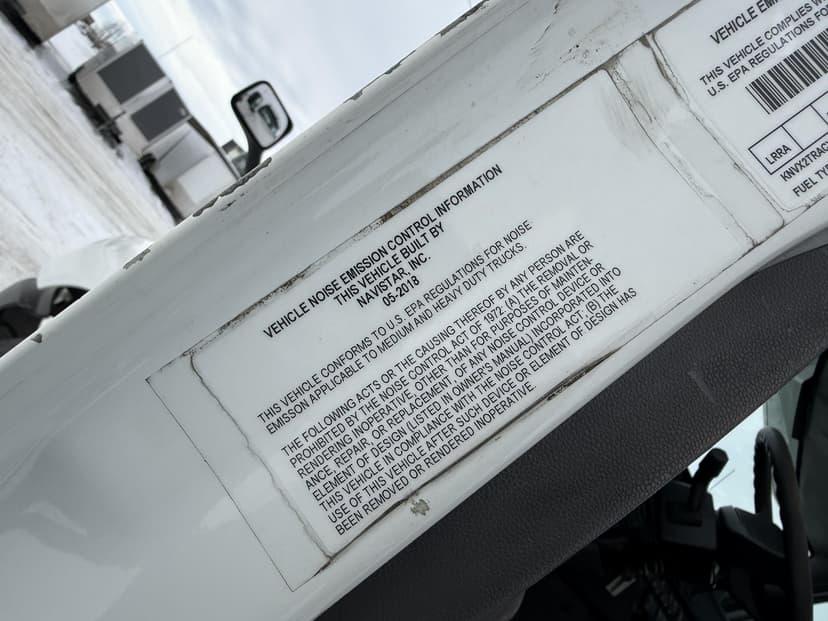 VEHICLE NOISE EMISSION CONTROL INFORMATION
THIS VEHICLE BUILT BY
NAVISTAR, INC.
05-2018
THIS VEHICLE CONFORMS TO U.S. EPA REGULATIONS FOR NOISE
EMISSON APPLICABLE TO MEDIUM AND HEAVY DUTY TRUCKS.
THE FOLLOWING ACTS OR THE CAUSING THEREOF BY ANY PERSON ARE
PROHIBITED BY THE NOISE CONTROL ACT OF 1972: (A) THE REMOVAL OR
RENDERING INOPERATIVE, OTHER THAN FOR PURPOSES OF MAINTEN-
ANCE, REPAIR, OR REPLACEMENT OF ANY NOISE CONTROL DEVICE OR
ELEMENT OF DESIGN (LISTED IN OWNER'S MANUAL) INCORPORATED INTO
THIS VEHICLE IN COMPLIANCE WITH THE NOISE CONTROL ACT. (B) THE
USE OF THIS VEHICLE AFTER SUCH DEVICE OR ELEMENT OF DESIGN HAS
BEEN REMOVED OR RENDERED INOPERATIVE.
VEHICLE
THIS VEHICLE COMPLIES
U.S. EPA REGULATIONS
LRRA
FUEL